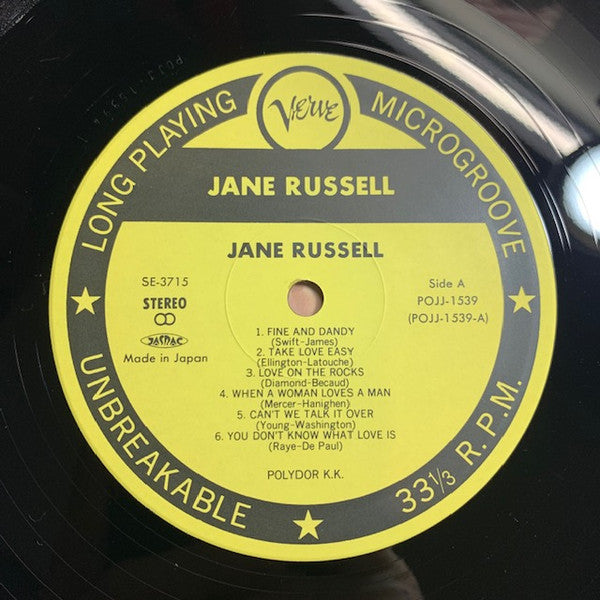 Verve
LONG PLAYING
MICROGROOVE
JANE RUSSELL
JANE RUSSELL
SE-3715
STEREO
JASRAC
Made in Japan
Side A
POJJ-1539
(POJJ-1539-A)
1. FINE AND DANDY
(Swift-James)
2. TAKE LOVE EASY
(Ellington-Latouche)
3. LOVE ON THE ROCKS
(Diamond-Becaud)
4. WHEN A WOMAN LOVES A MAN
(Mercer-Hanighen)
5. CAN'T WE TALK IT OVER
(Young-Washington)
6. YOU DON'T KNOW WHAT LOVE IS
(Raye-De Paul)
POLYDOR K.K.
UNBREAKABLE
33 1/3 R.P.M.